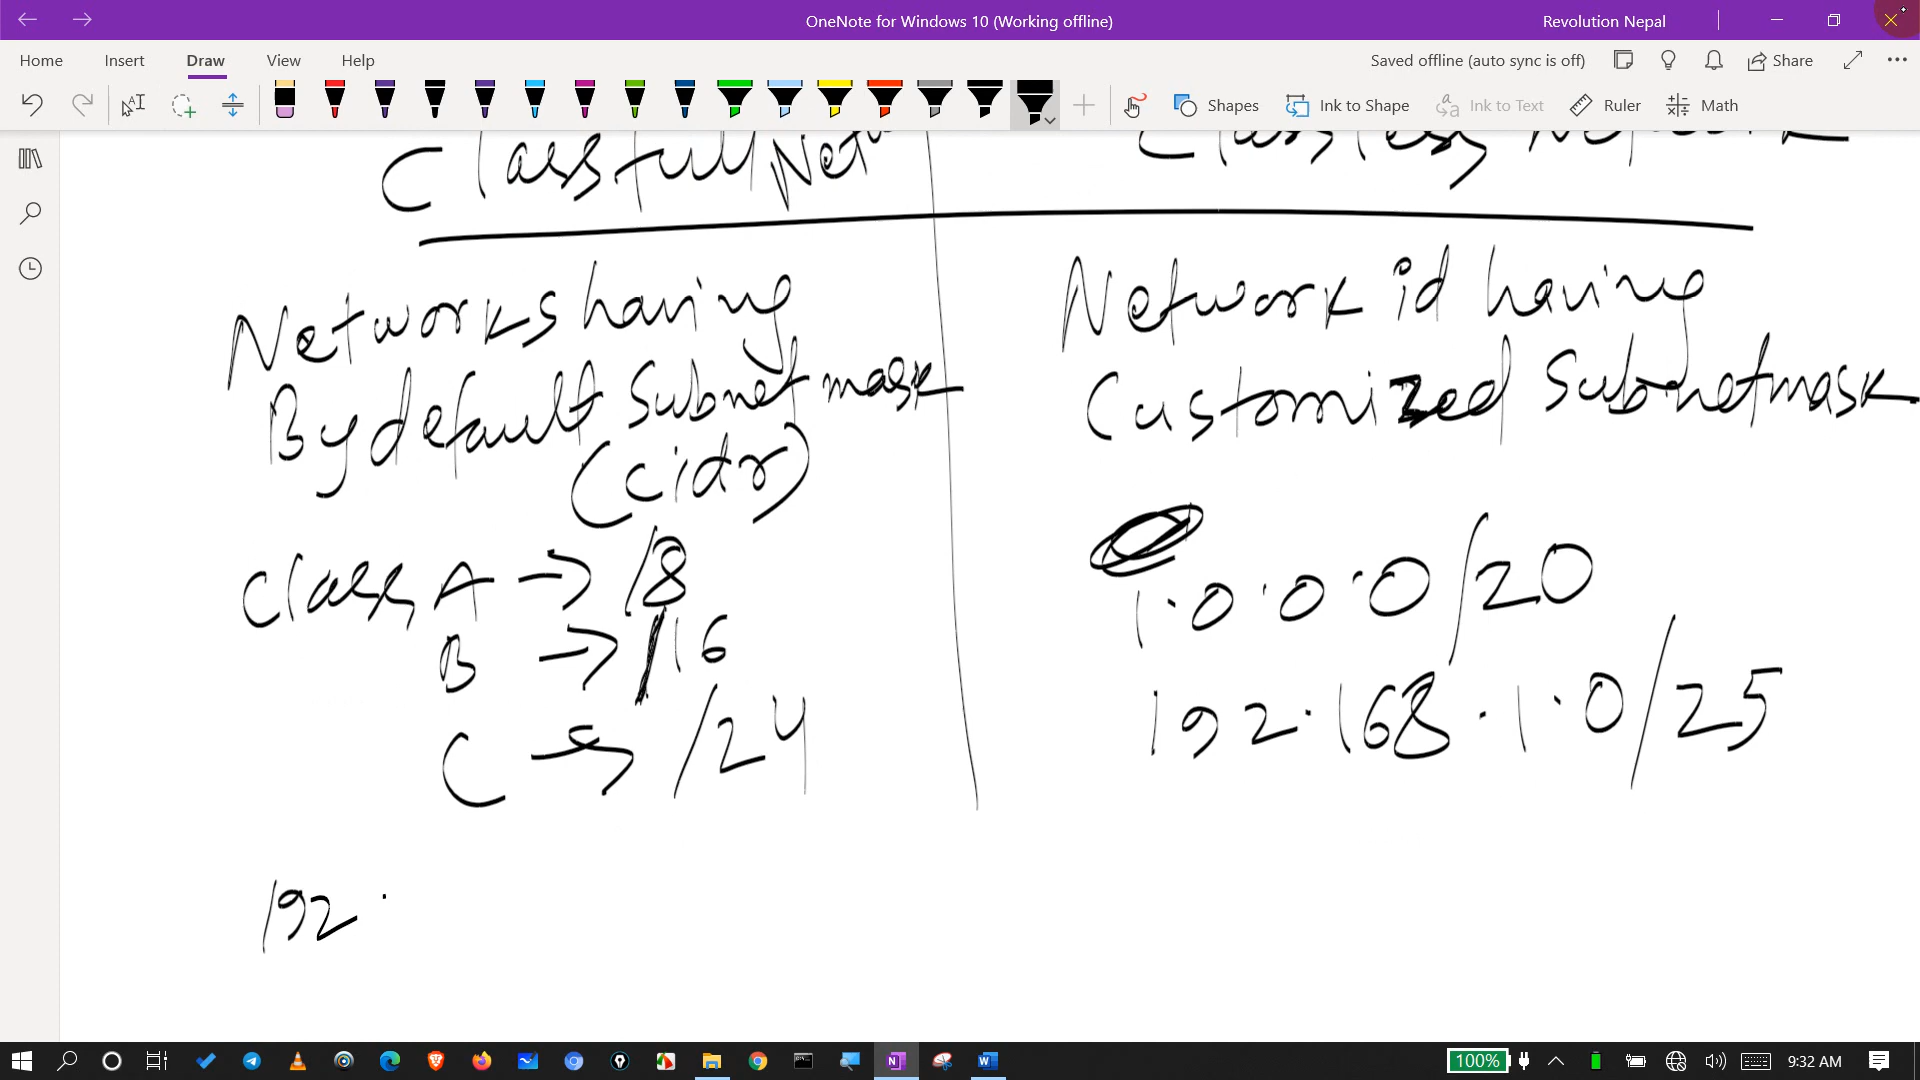 OneNote for Windows 10 (Working offline)
Revolution Nepal
Home Insert Draw View Help
Saved offline (auto sync is off) Share
Shapes Ink to Shape Ink to Text Ruler Math
Classfull Netw
Classless Network
Networks having
By default Subnetmask
(cidr)
class A → /8
B → /16
C → /24
192.
Network id having
Customized Subnetmask
1.0.0.0/20
192.168.1.0/25
100%
9:32 AM